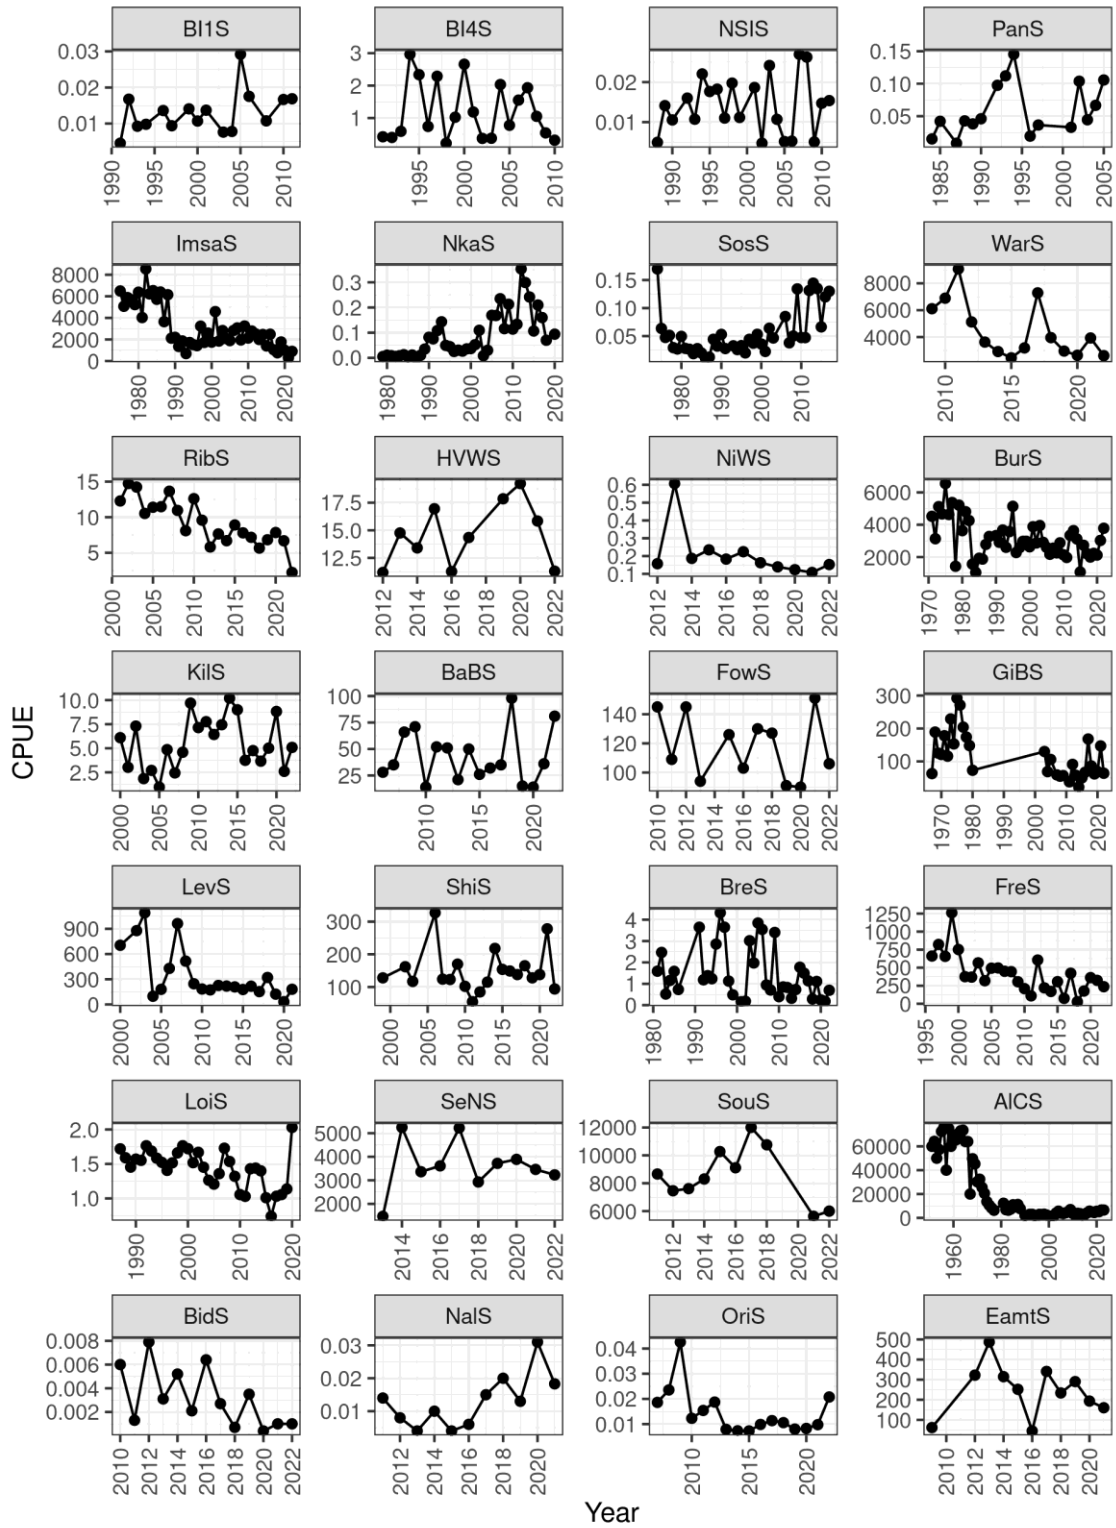 BI1S BI4S NSIS PanS
0.03 0.02 0.01
3 2 1
0.02 0.01
0.15 0.10 0.05
1990 1995 2000 2005 2010
1995 2000 2005 2010
1990 1995 2000 2005 2010
1985 1990 1995 2000 2005
ImsaS NkaS SosS WarS
8000 6000 4000 2000 0
0.3 0.2 0.1 0.0
0.15 0.10 0.05
8000 6000 4000
1980 1990 2000 2010 2020
1980 1990 2000 2010 2020
1980 1990 2000 2010
2010 2015 2020
RibS HVWS NiWS BurS
15 10 5
17.5 15.0 12.5
0.6 0.5 0.4 0.3 0.2 0.1
6000 4000 2000
2000 2005 2010 2015 2020
2012 2014 2016 2018 2020 2022
2012 2014 2016 2018 2020 2022
1970 1980 1990 2000 2010 2020
KilS BaBS FowS GiBS
10.0 7.5 5.0 2.5
100 75 50 25
140 120 100
300 200 100
2000 2005 2010 2015 2020
2010 2015 2020
2010 2012 2014 2016 2018 2020 2022
1970 1980 1990 2000 2010 2020
CPUE
LevS ShiS BreS FreS
900 600 300 0
300 200 100
4 3 2 1 0
1250 1000 750 500 250 0
2000 2005 2010 2015 2020
2000 2005 2010 2015 2020
1980 1990 2000 2010 2020
1995 2000 2005 2010 2015 2020
LoiS SeNS SouS AlCS
2.0 1.5 1.0
5000 4000 3000 2000
12000 10000 8000 6000
60000 40000 20000 0
1990 2000 2010 2020
2014 2016 2018 2020 2022
2012 2014 2016 2018 2020 2022
1960 1980 2000 2020
BidS NalS OriS EamtS
0.008 0.006 0.004 0.002
0.03 0.02 0.01
0.04 0.03 0.02 0.01
500 400 300 200 100
2010 2012 2014 2016 2018 2020 2022
2012 2014 2016 2018 2020
2010 2015 2020
2010 2012 2014 2016 2018 2020
Year